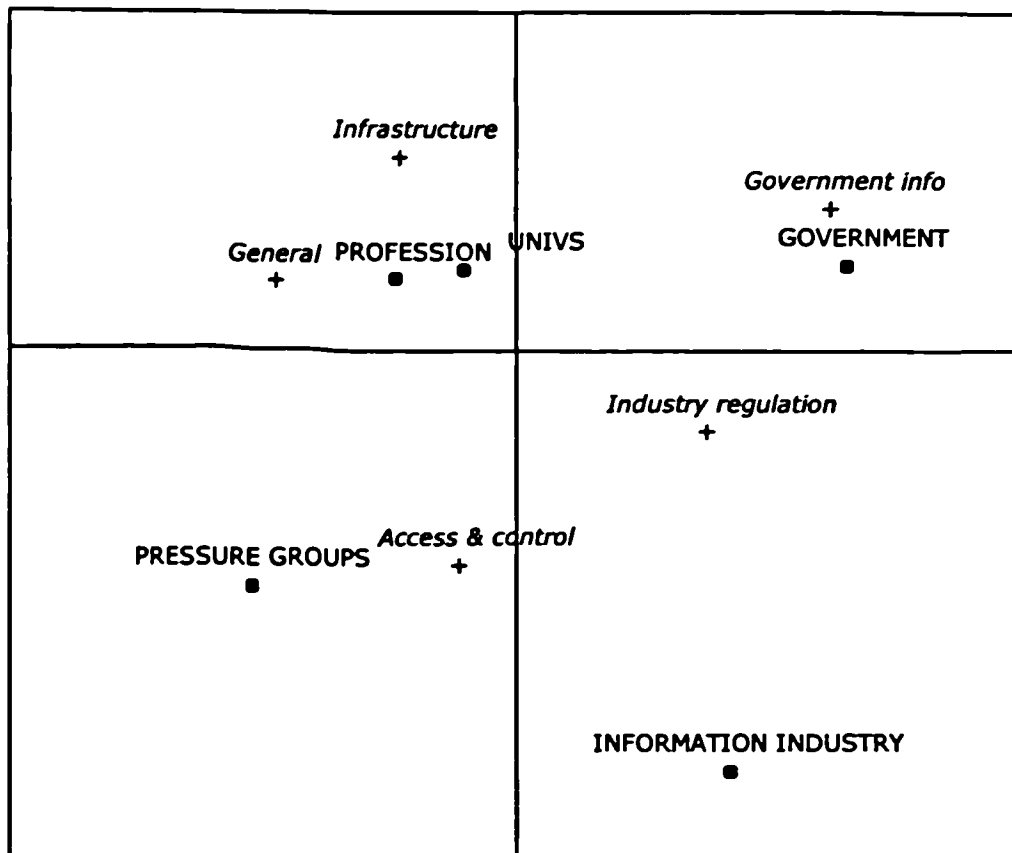 Infrastructure
Government info
General PROFESSION UNIVS
GOVERNMENT
Industry regulation
Access & control
PRESSURE GROUPS
INFORMATION INDUSTRY